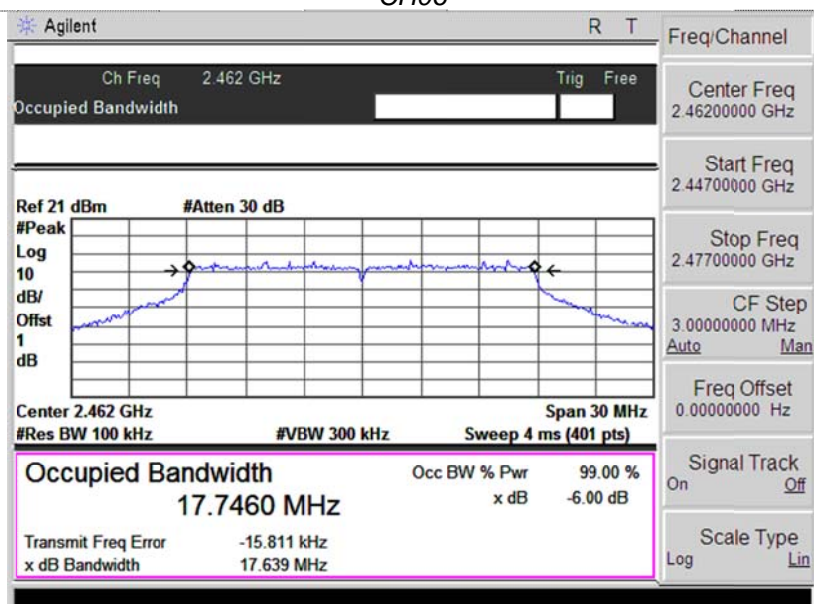 Agilent R T
Freq/Channel
Ch Freq 2.462 GHz Trig Free
Occupied Bandwidth
Center Freq
2.46200000 GHz
Start Freq
2.44700000 GHz
Stop Freq
2.47700000 GHz
CF Step
3.00000000 MHz
Auto Man
Freq Offset
0.00000000 Hz
Signal Track
On Off
Scale Type
Log Lin
Ref 21 dBm #Atten 30 dB
#Peak
Log
10
dB/
Offst
1
dB
Center 2.462 GHz Span 30 MHz
#Res BW 100 kHz #VBW 300 kHz Sweep 4 ms (401 pts)
Occupied Bandwidth
17.7460 MHz
Occ BW % Pwr 99.00 %
x dB -6.00 dB
Transmit Freq Error -15.811 kHz
x dB Bandwidth 17.639 MHz